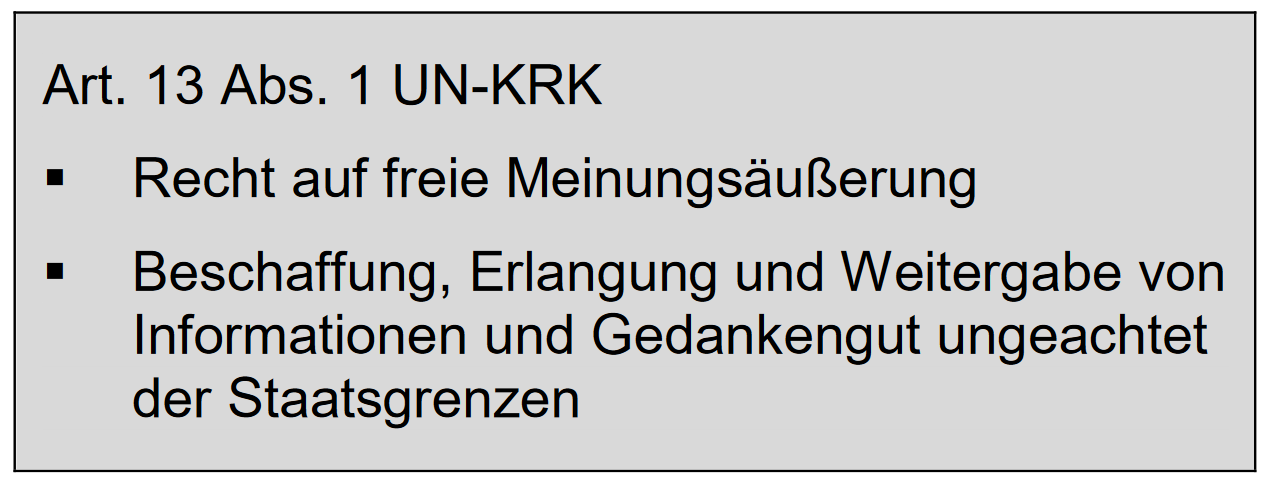 Art. 13 Abs. 1 UN-KRK
▪ Recht auf freie Meinungsäußerung
▪ Beschaffung, Erlangung und Weitergabe von
Informationen und Gedankengut ungeachtet
der Staatsgrenzen